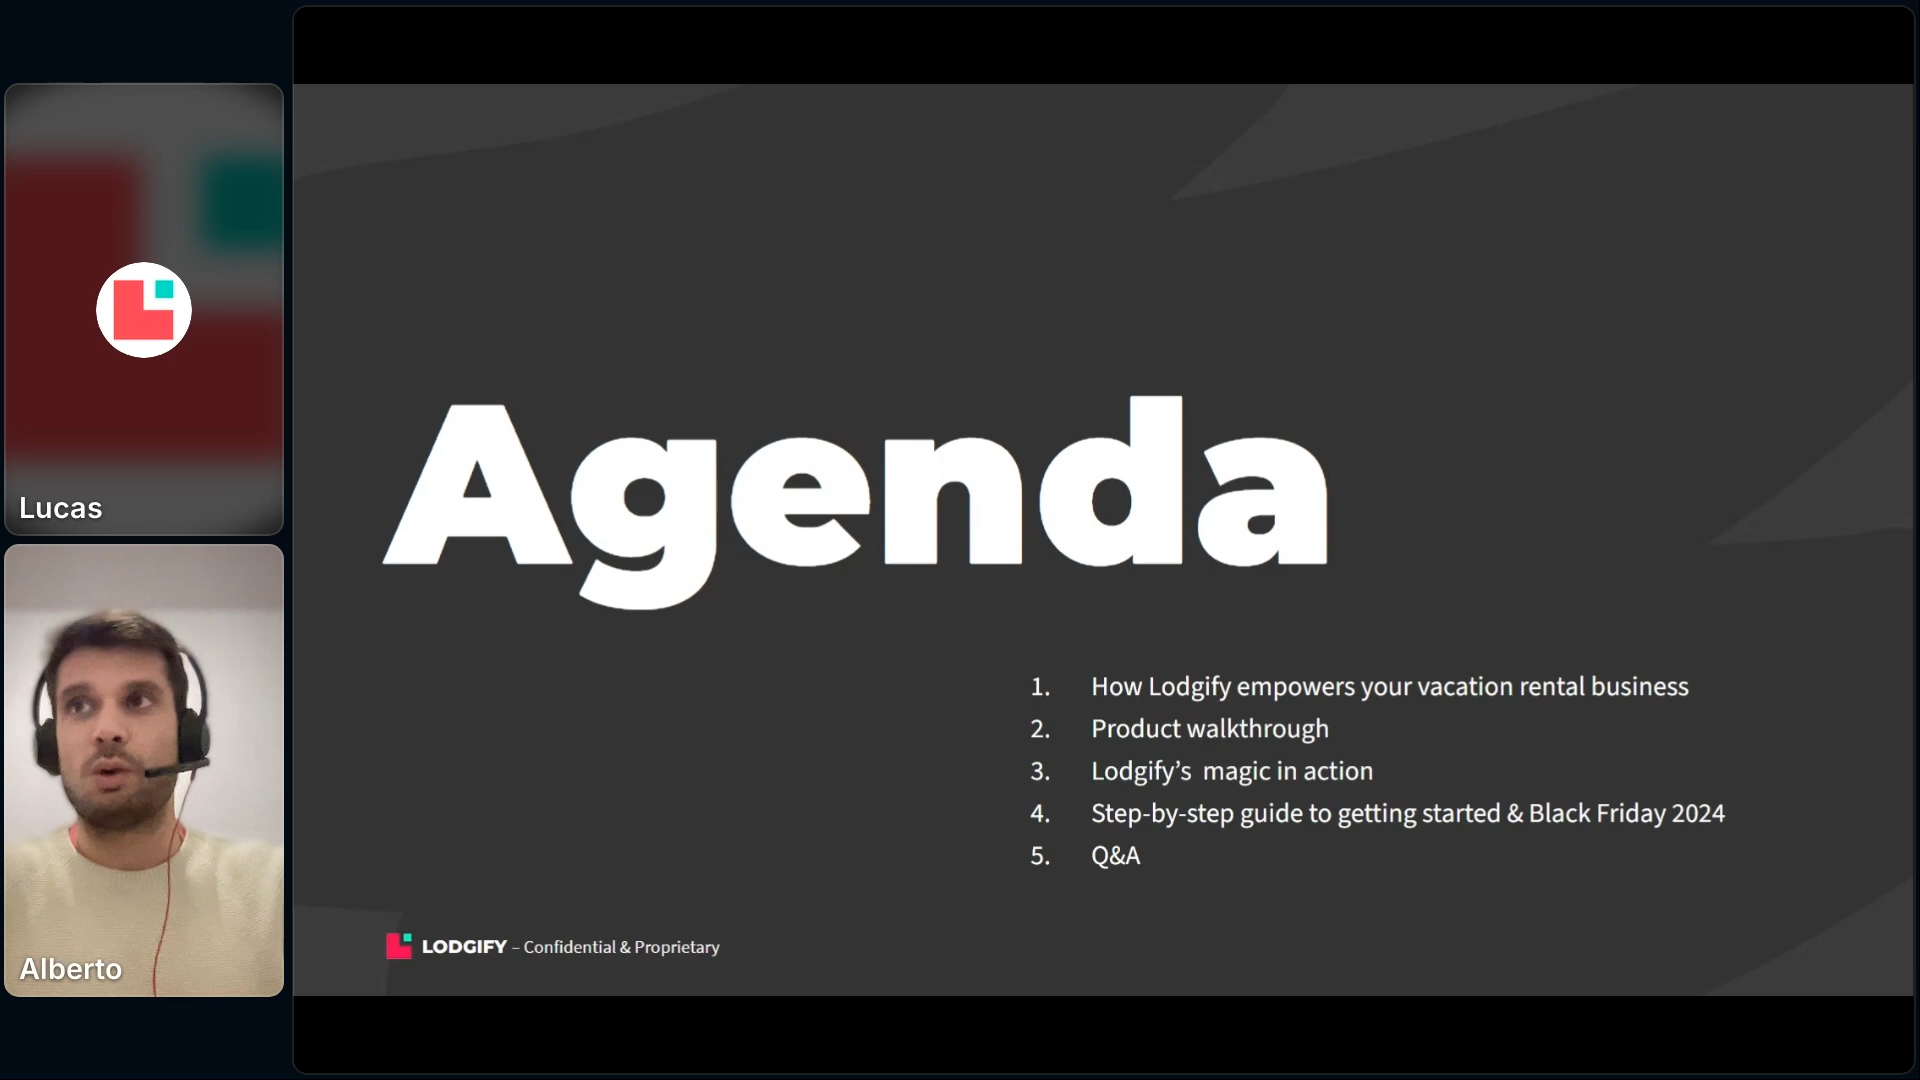 Lucas
Alberto
Agenda
1. How Lodgify empowers your vacation rental business
2. Product walkthrough
3. Lodgify’s magic in action
4. Step-by-step guide to getting started & Black Friday 2024
5. Q&A
LODGIFY – Confidential & Proprietary